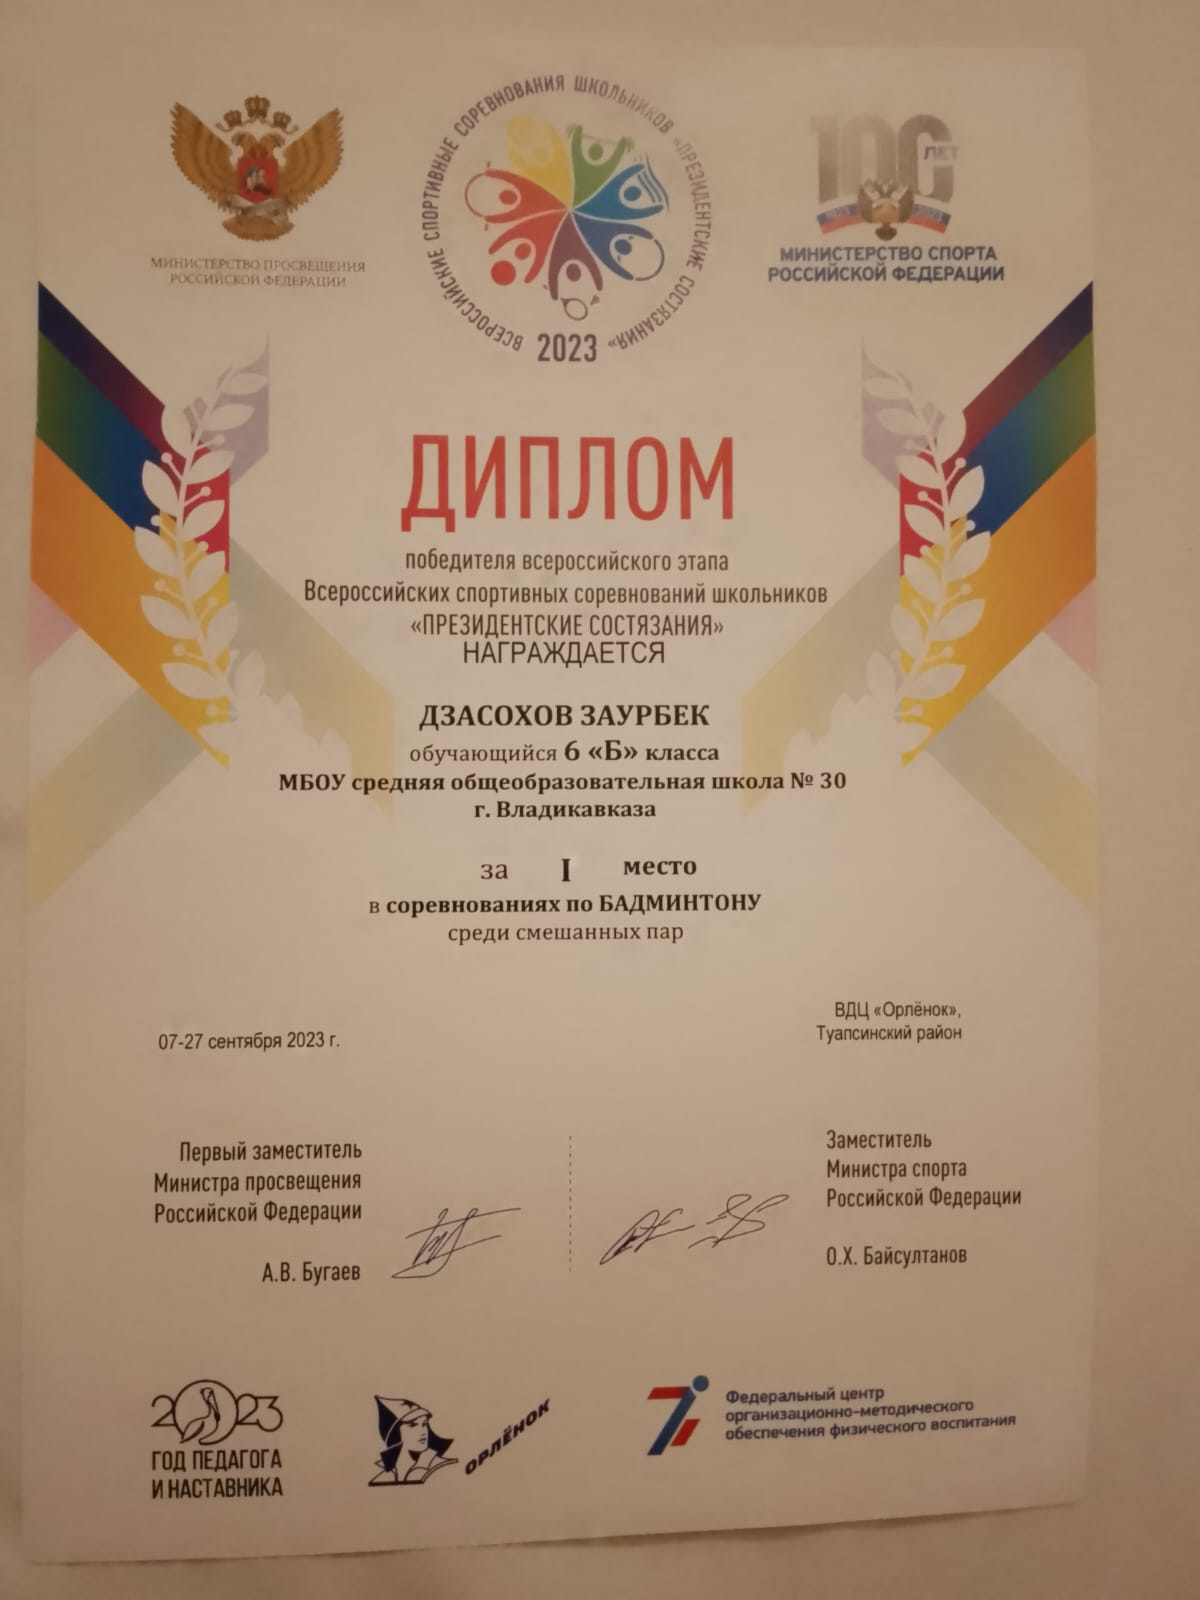 МИНИСТЕРСТВО ПРОСВЕЩЕНИЯ
РОССИЙСКОЙ ФЕДЕРАЦИИ
ВСЕРОССИЙСКИЕ СПОРТИВНЫЕ СОРЕВНОВАНИЯ ШКОЛЬНИКОВ «ПРЕЗИДЕНТСКИЕ СОСТЯЗАНИЯ»
2023
100 ЛЕТ
1923 2023
МИНИСТЕРСТВО СПОРТА
РОССИЙСКОЙ ФЕДЕРАЦИИ
ДИПЛОМ
победителя всероссийского этапа
Всероссийских спортивных соревнований школьников
«ПРЕЗИДЕНТСКИЕ СОСТЯЗАНИЯ»
НАГРАЖДАЕТСЯ
ДЗАСОХОВ ЗАУРБЕК
обучающийся 6 «Б» класса
МБОУ средняя общеобразовательная школа № 30
г. Владикавказа
за I место
в соревнованиях по БАДМИНТОНУ
среди смешанных пар
07-27 сентября 2023 г.
ВДЦ «Орлёнок»,
Туапсинский район
Первый заместитель
Министра просвещения
Российской Федерации
А.В. Бугаев
Заместитель
Министра спорта
Российской Федерации
О.Х. Байсултанов
2023
ГОД ПЕДАГОГА
И НАСТАВНИКА
ОРЛЁНОК
Федеральный центр
организационно-методического
обеспечения физического воспитания